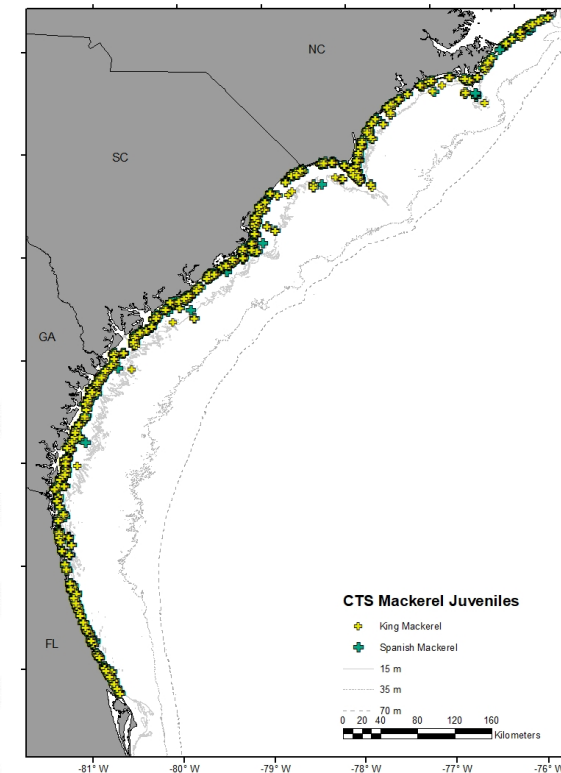 NC
SC
GA
FL
CTS Mackerel Juveniles
King Mackerel
Spanish Mackerel
15 m
35 m
70 m
0 20 40 80 120 160
Kilometers
-81° W -80° W -79° W -78° W -77° W -76° W